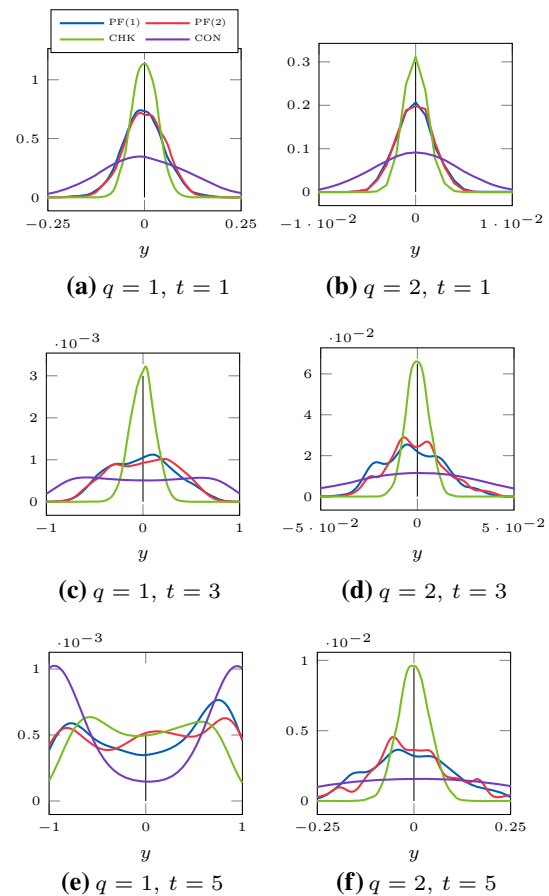 PF(1) PF(2)
CHK CON
1
0.5
0
−0.25 0 0.25
y
(a) q = 1, t = 1
0.3
0.2
0.1
0
−1 · 10⁻² 0 1 · 10⁻²
y
(b) q = 2, t = 1
·10⁻³
3
2
1
0
−1 0 1
y
(c) q = 1, t = 3
·10⁻²
6
4
2
0
−5 · 10⁻² 0 5 · 10⁻²
y
(d) q = 2, t = 3
·10⁻³
1
0.5
0
−1 0 1
y
(e) q = 1, t = 5
·10⁻²
1
0.5
0
−0.25 0 0.25
y
(f) q = 2, t = 5